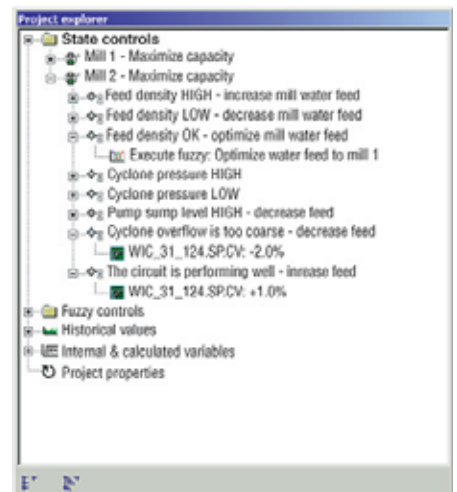 Project explorer
State controls
Mill 1 - Maximize capacity
Mill 2 - Maximize capacity
Feed density HIGH - increase mill water feed
Feed density LOW - decrease mill water feed
Feed density OK - optimize mill water feed
Execute fuzzy: Optimize water feed to mill 1
Cyclone pressure HIGH
Cyclone pressure LOW
Pump sump level HIGH - decrease feed
Cyclone overflow is too coarse - decrease feed
WIC_31_124.SP.CV: -2.0%
The circuit is performing well - inrease feed
WIC_31_124.SP.CV: +1.0%
Fuzzy controls
Historical values
Internal & calculated variables
Project properties